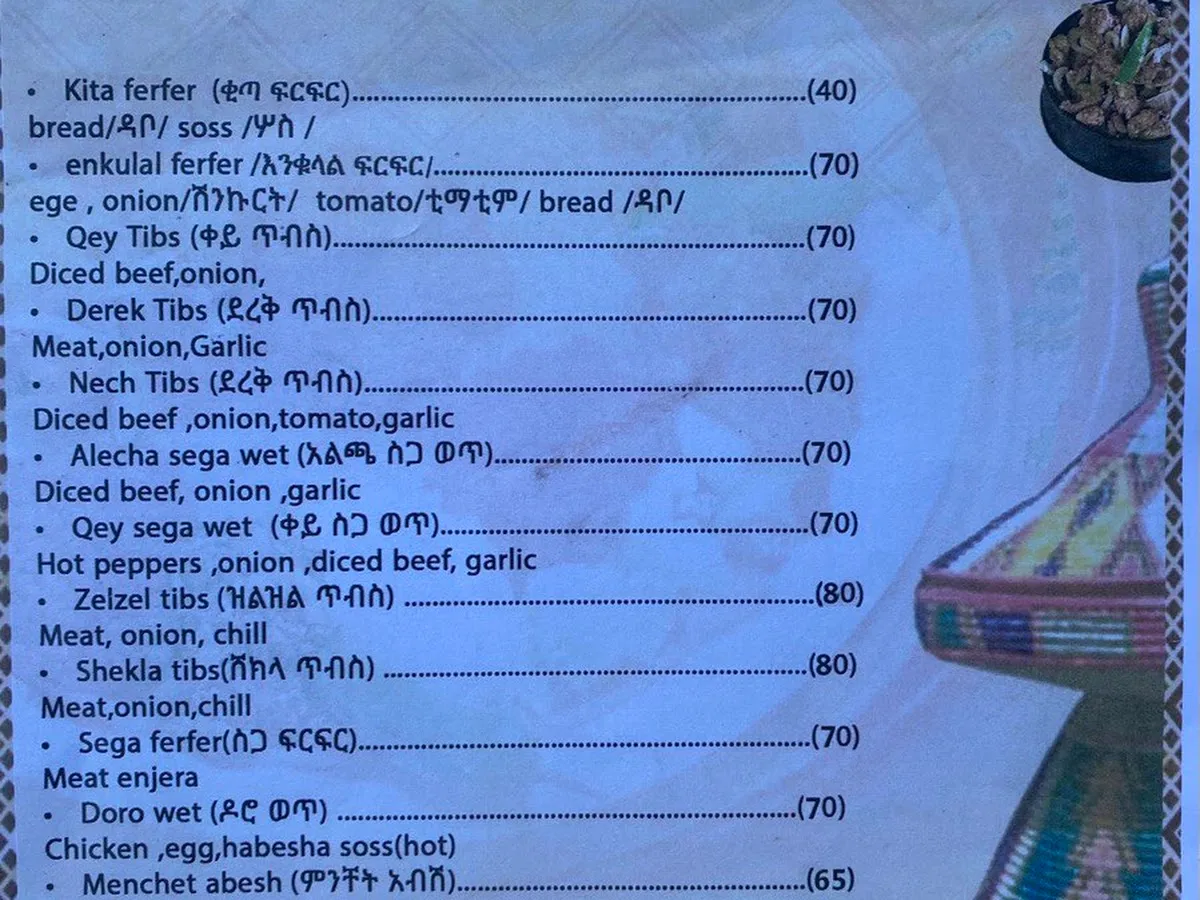 • Kita ferfer (ቂጣ ፍርፍር)..........................................................(40)
bread/ዳቦ/ soss /ሦስ /
• enkulal ferfer /እንቁላል ፍርፍር/................................................(70)
ege , onion/ሽንኩርት/ tomato/ቲማቲም/ bread /ዳቦ/
• Qey Tibs (ቀይ ጥብስ)............................................................(70)
Diced beef,onion,
• Derek Tibs (ደረቅ ጥብስ).......................................................(70)
Meat,onion,Garlic
• Nech Tibs (ደረቅ ጥብስ)........................................................(70)
Diced beef ,onion,tomato,garlic
• Alecha sega wet (አልጫ ስጋ ወጥ).......................................(70)
Diced beef, onion ,garlic
• Qey sega wet (ቀይ ስጋ ወጥ)...............................................(70)
Hot peppers ,onion ,diced beef, garlic
• Zelzel tibs (ዝልዝል ጥብስ) ....................................................(80)
Meat, onion, chill
• Shekla tibs(ሽክላ ጥብስ) ......................................................(80)
Meat,onion,chill
• Sega ferfer(ስጋ ፍርፍር).........................................................(70)
Meat enjera
• Doro wet (ዶሮ ወጥ) ..........................................................(70)
Chicken ,egg,habesha soss(hot)
• Menchet abesh (ምንቸት አብሽ)............................................(65)